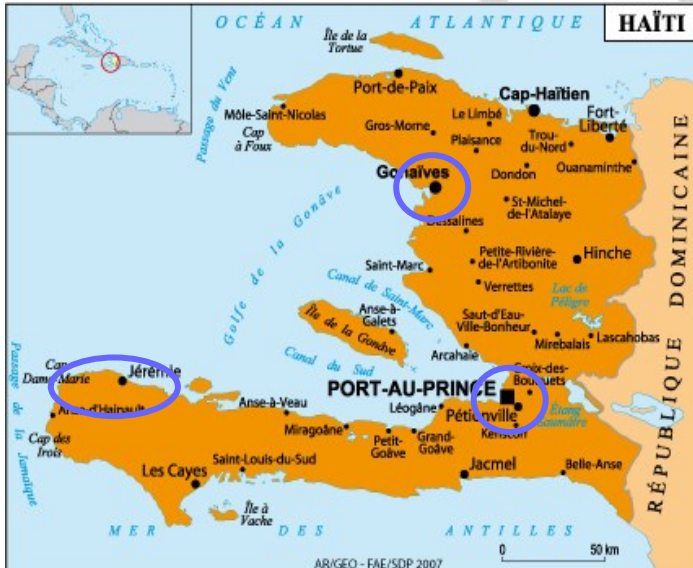 OCÉAN ATLANTIQUE
HAÏTI
Île de la
Tortue
Port-de-Paix
Cap-Haïtien
Passage du Vent
Môle-Saint-Nicolas
Le Limbé
Fort-
Liberté
Cap
à Foux
Gros-Morne
Plaisance
Trou-
du-Nord
Ouanaminthe
Gonaïves
Dondon
St-Michel-
de-l'Atalaye
Dessalines
Golfe de la Gonâve
Petite-Rivière-
de-l'Artibonite
Hinche
Saint-Marc
Canal de Saint-Marc
Verrettes
Lac de
Péligre
Anse-à-
Galets
Île de la Gonâve
Saut-d'Eau-
Ville-Bonheur
Mirebalais
Lascahobas
Arcahaie
Canal du Sud
Passage de la Jamaïque
Cap
Dame-Marie
Jérémie
Croix-des-
Bouquets
PORT-AU-PRINCE
Anse-d'Hainault
Anse-à-Veau
Léogâne
Pétionville
Étang
Saumâtre
Cap des
Irois
Miragoâne
Petit-
Goâve
Grand-
Goâve
Kenscoff
Les Cayes
Saint-Louis-du-Sud
Jacmel
Belle-Anse
Île à
Vache
MER DES ANTILLES
RÉPUBLIQUE DOMINICAINE
0 50 km
AB/GEO - FAE/SDP 2007